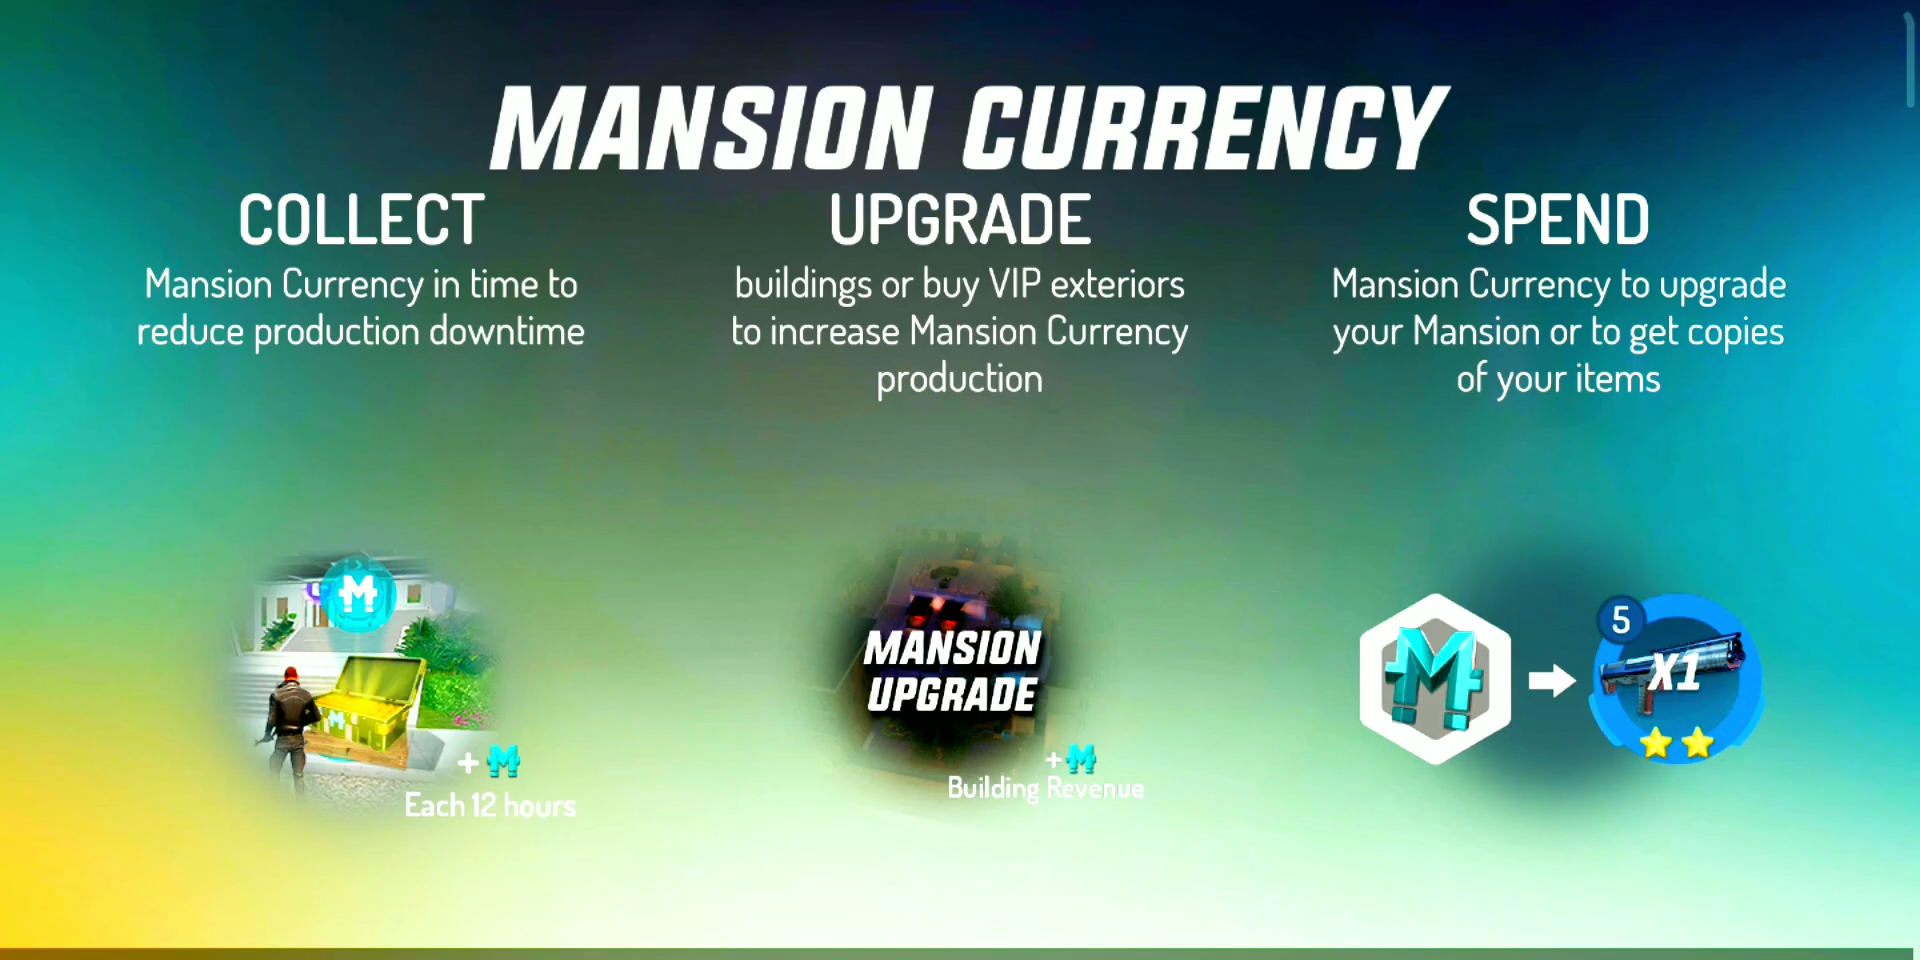 MANSION CURRENCY
COLLECT
Mansion Currency in time to
reduce production downtime
UPGRADE
buildings or buy VIP exteriors
to increase Mansion Currency
production
SPEND
Mansion Currency to upgrade
your Mansion or to get copies
of your items
M
M
+ M
Each 12 hours
MANSION
UPGRADE
+ M
Building Revenue
M
5
X1